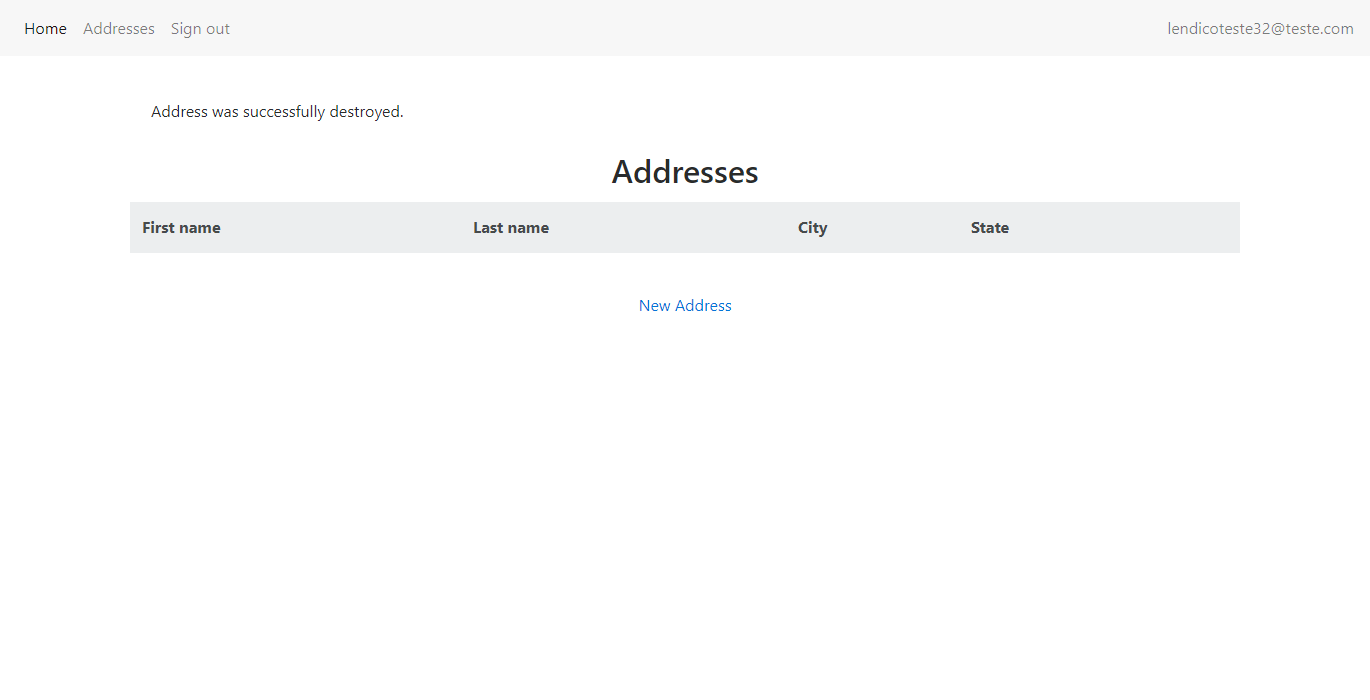 Home Addresses Sign out lendicoteste32@teste.com
Address was successfully destroyed.
Addresses
First name Last name City State
New Address